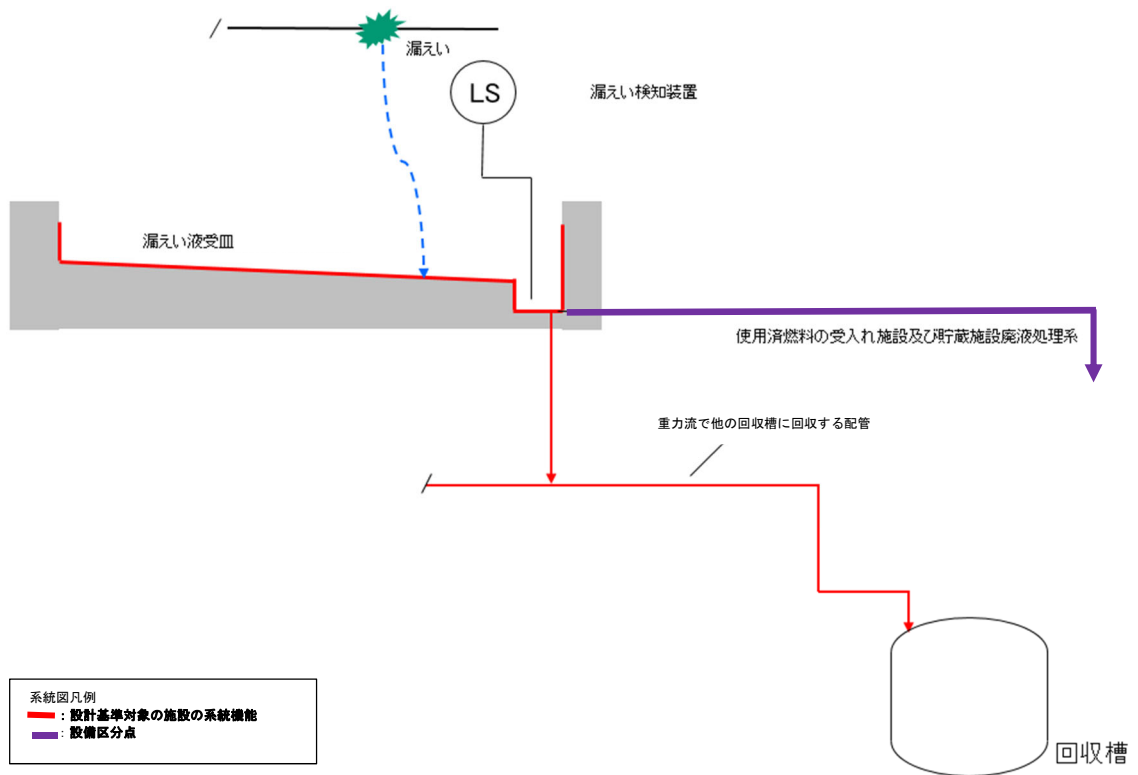 漏えい
LS
漏えい検知装置
漏えい液受皿
使用済燃料の受入れ施設及び貯蔵施設廃液処理系
重力流で他の回収槽に回収する配管
回収槽
系統図凡例
：設計基準対象の施設の系統機能
：設備区分点